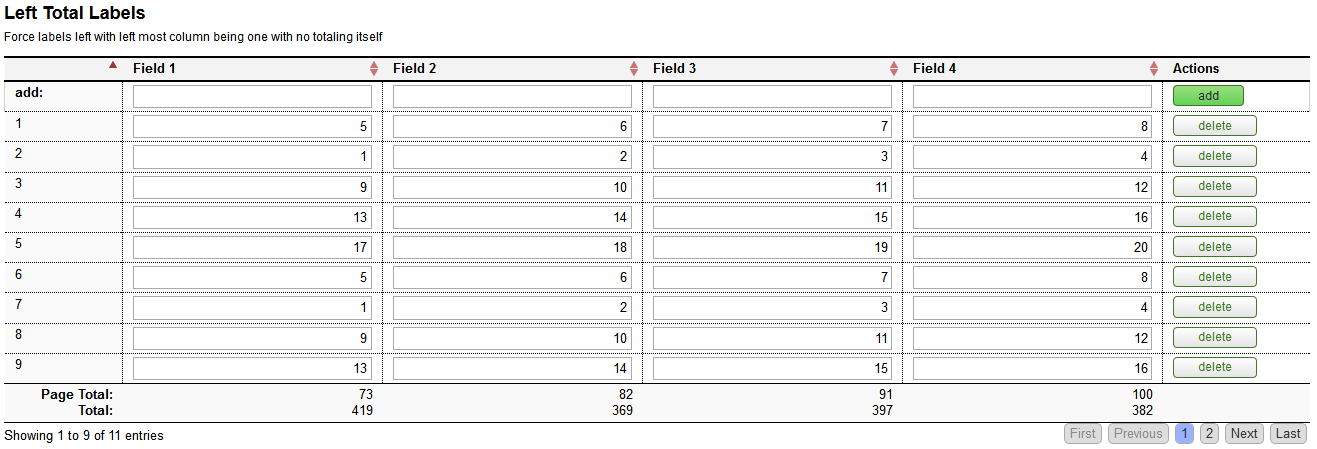 Left Total Labels
Force labels left with left most column being one with no totaling itself
Field 1 Field 2 Field 3 Field 4 Actions
add: add
1 5 6 7 8 delete
2 1 2 3 4 delete
3 9 10 11 12 delete
4 13 14 15 16 delete
5 17 18 19 20 delete
6 5 6 7 8 delete
7 1 2 3 4 delete
8 9 10 11 12 delete
9 13 14 15 16 delete
Page Total: 73 82 91 100
Total: 419 369 397 382
Showing 1 to 9 of 11 entries First Previous 1 2 Next Last